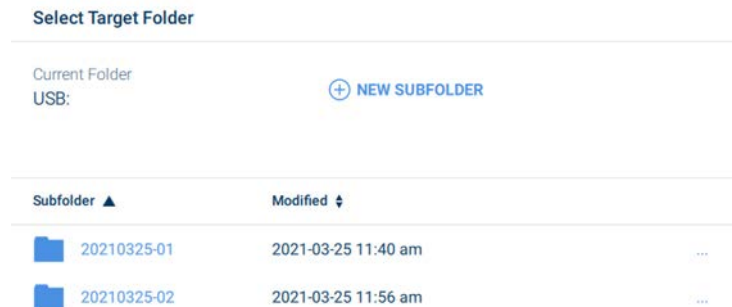 Select Target Folder
Current Folder
USB:
NEW SUBFOLDER
Subfolder Modified
20210325-01 2021-03-25 11:40 am ...
20210325-02 2021-03-25 11:56 am ...